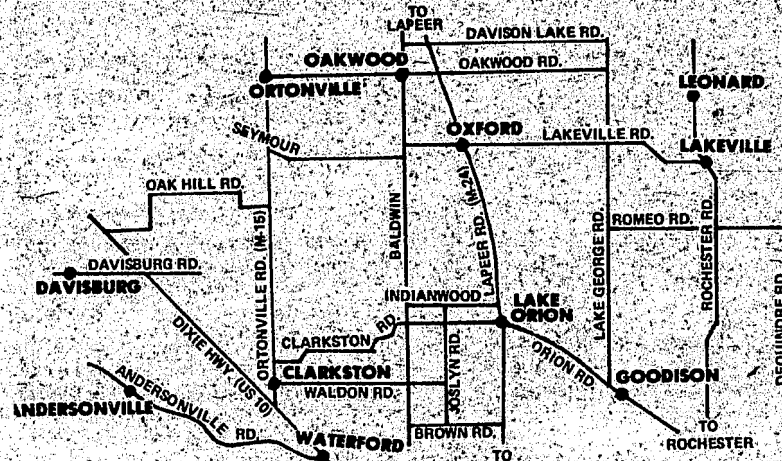 TO
LAPEER
DAVISON LAKE RD.
OAKWOOD
OAKWOOD RD.
ORTONVILLE
LEONARD
SEYMOUR
OXFORD
LAKEVILLE RD.
LAKEVILLE
OAK HILL RD.
BALDWIN
LAPEER RD. (M-24)
LAKE GEORGE RD.
ROMEO RD.
ROCHESTER RD.
ORTONVILLE RD. (M-15)
DAVISBURG RD.
DAVISBURG
DIXIE HWY (US 10)
INDIANWOOD
LAKE
ORION
CLARKSTON RD
JOSLYN RD.
ORION RD.
CLARKSTON
WALDON RD.
GOODISON
ANDERSONVILLE
ANDERSONVILLE RD.
WATERFORD
BROWN RD.
TO
TO
ROCHESTER